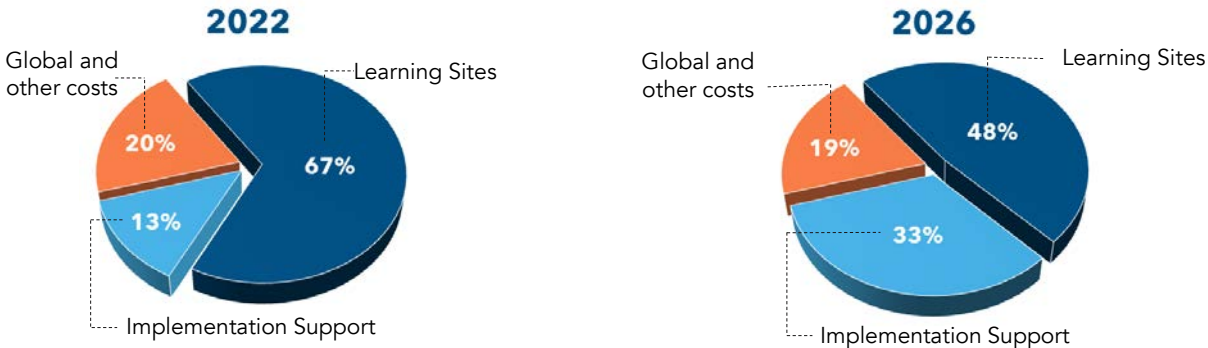 2022
Global and
other costs
Learning Sites
20%
67%
13%
Implementation Support
2026
Global and
other costs
Learning Sites
19%
48%
33%
Implementation Support